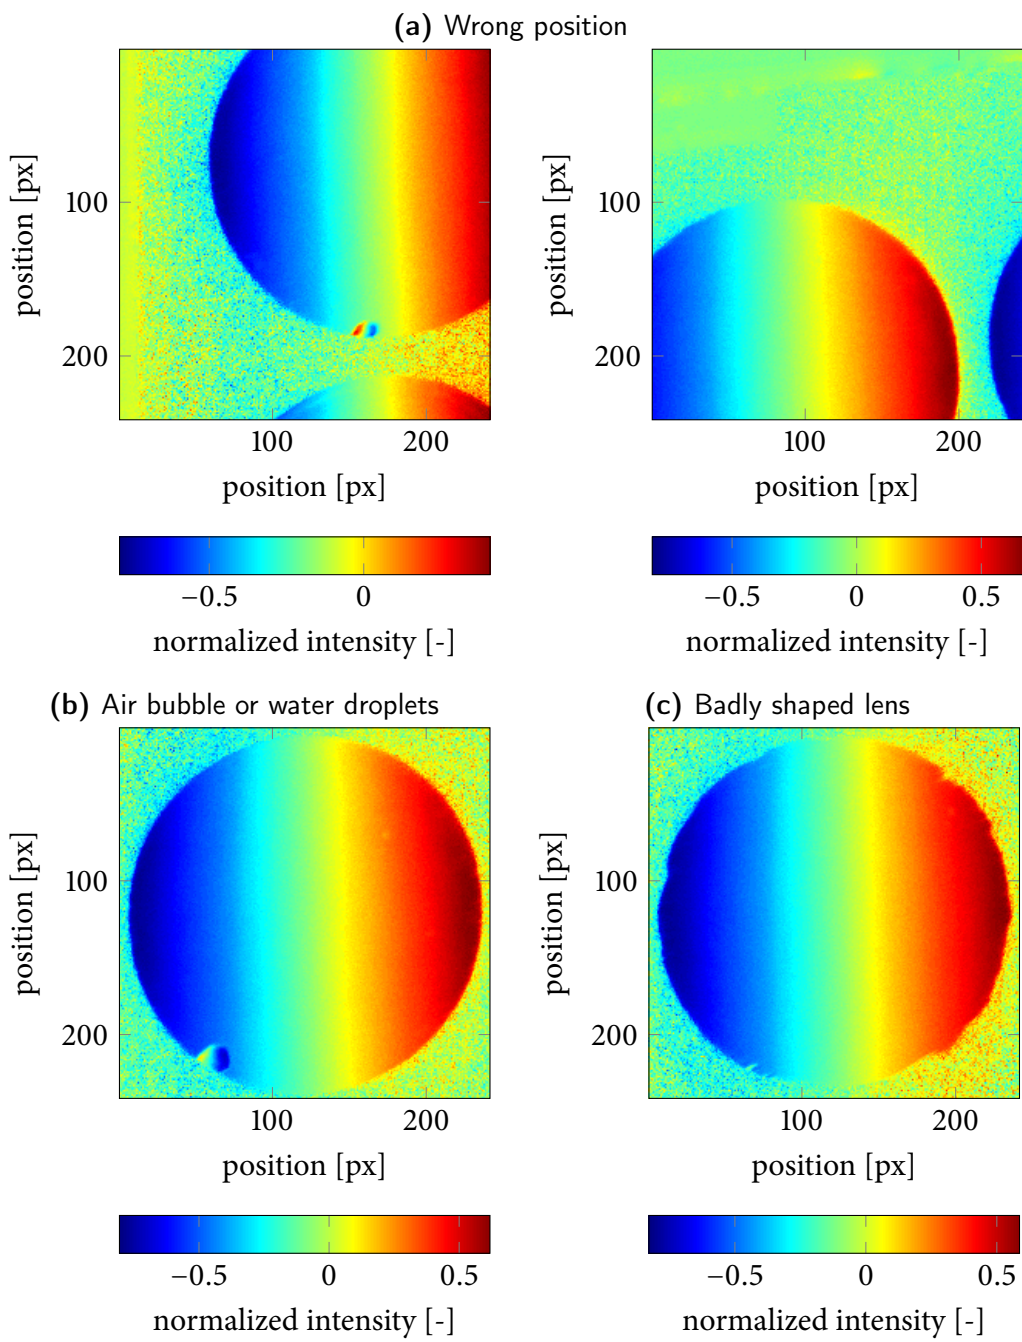 (a) Wrong position
position [px]
100
200
100 200
position [px]
−0.5 0
normalized intensity [-]
position [px]
100
200
100 200
position [px]
−0.5 0 0.5
normalized intensity [-]
(b) Air bubble or water droplets
position [px]
100
200
100 200
position [px]
−0.5 0 0.5
normalized intensity [-]
(c) Badly shaped lens
position [px]
100
200
100 200
position [px]
−0.5 0 0.5
normalized intensity [-]